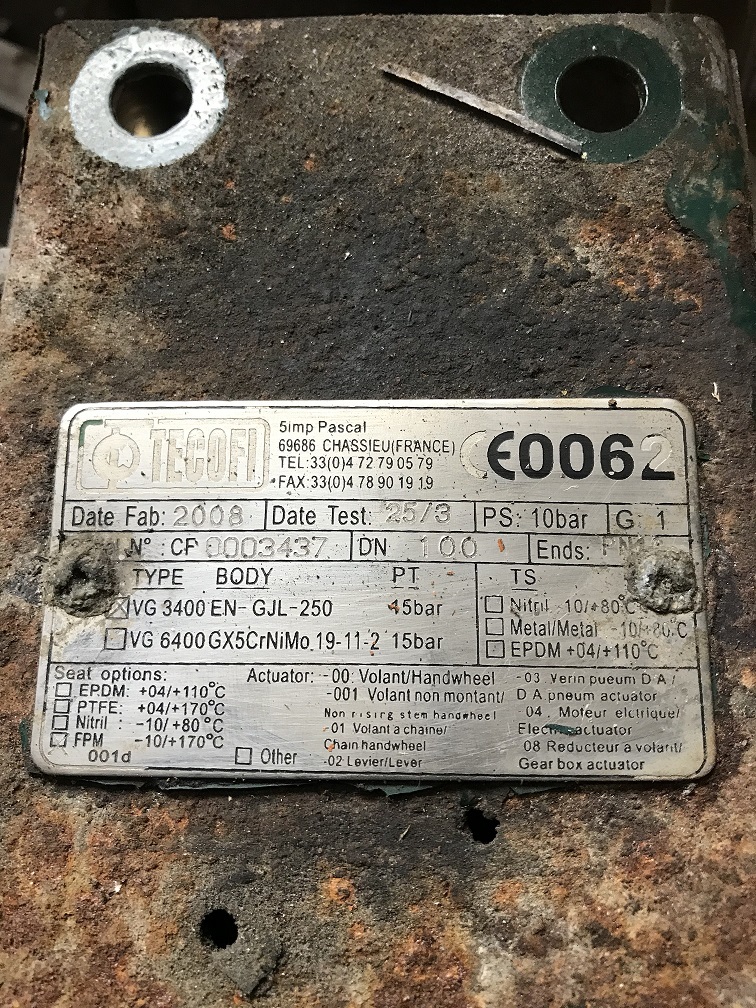 TECOFI
5imp Pascal
69686 CHASSIEU(FRANCE)
TEL:33(0)4 72 79 05 79
FAX:33(0)4 78 90 19 19
CE0062
Date Fab: 2008 Date Test: 25/3 PS: 10bar G: 1
N° : CF 0003437 DN 100 Ends:
TYPE BODY PT TS
VG 3400 EN-GJL-250 15bar Nitril -10/+80°C
VG 6400 GX5CrNiMo 19-11-2 15bar Metal/Metal -10/+80°C
EPDM +04/+110°C
Seat options:
EPDM: +04/+110°C
PTFE: +04/+170°C
Nitril : -10/+80°C
FPM -10/+170°C
001d Other
Actuator: -00: Volant/Handwheel
-001 Volant non montant/
Non rising stem handwheel
-01 Volant a chaine/
Chain handwheel
-02 Levier/Lever
-03 Verin pueum D A /
D A pneum actuator
04. Moteur elctrique/
Electr actuator
08 Reducteur a volant/
Gear box actuator